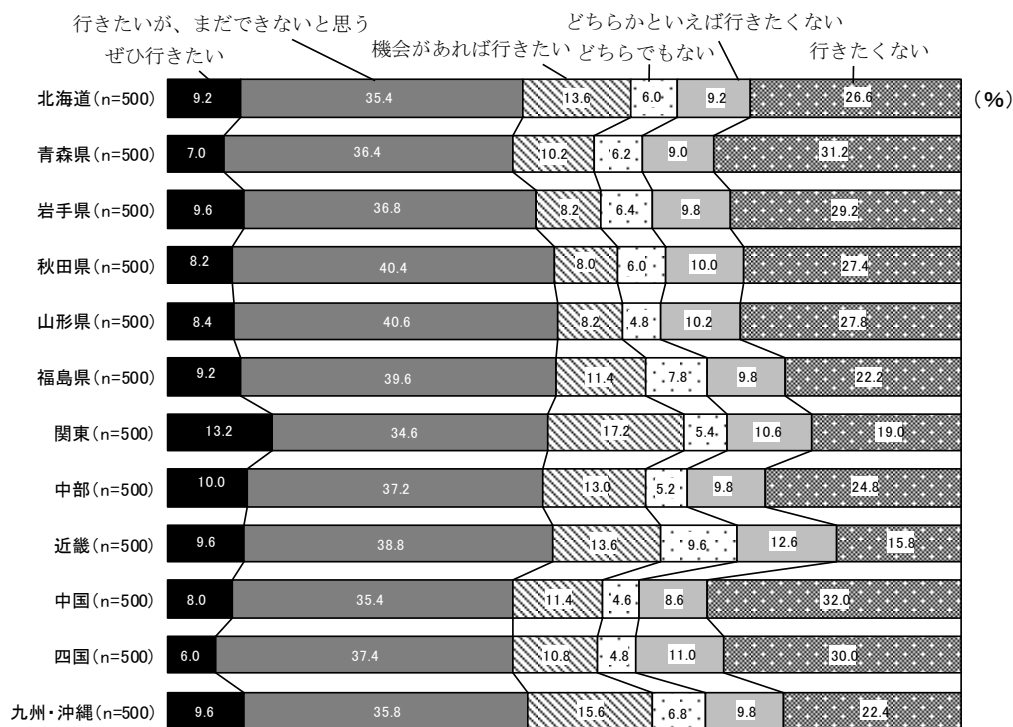 行きたいが、まだできないと思う
どちらかといえば行きたくない
ぜひ行きたい
機会があれば行きたい
どちらでもない
行きたくない
(%)
北海道(n=500) 9.2 35.4 13.6 6.0 9.2 26.6
青森県(n=500) 7.0 36.4 10.2 6.2 9.0 31.2
岩手県(n=500) 9.6 36.8 8.2 6.4 9.8 29.2
秋田県(n=500) 8.2 40.4 8.0 6.0 10.0 27.4
山形県(n=500) 8.4 40.6 8.2 4.8 10.2 27.8
福島県(n=500) 9.2 39.6 11.4 7.8 9.8 22.2
関東(n=500) 13.2 34.6 17.2 5.4 10.6 19.0
中部(n=500) 10.0 37.2 13.0 5.2 9.8 24.8
近畿(n=500) 9.6 38.8 13.6 9.6 12.6 15.8
中国(n=500) 8.0 35.4 11.4 4.6 8.6 32.0
四国(n=500) 6.0 37.4 10.8 4.8 11.0 30.0
九州・沖縄(n=500) 9.6 35.8 15.6 6.8 9.8 22.4